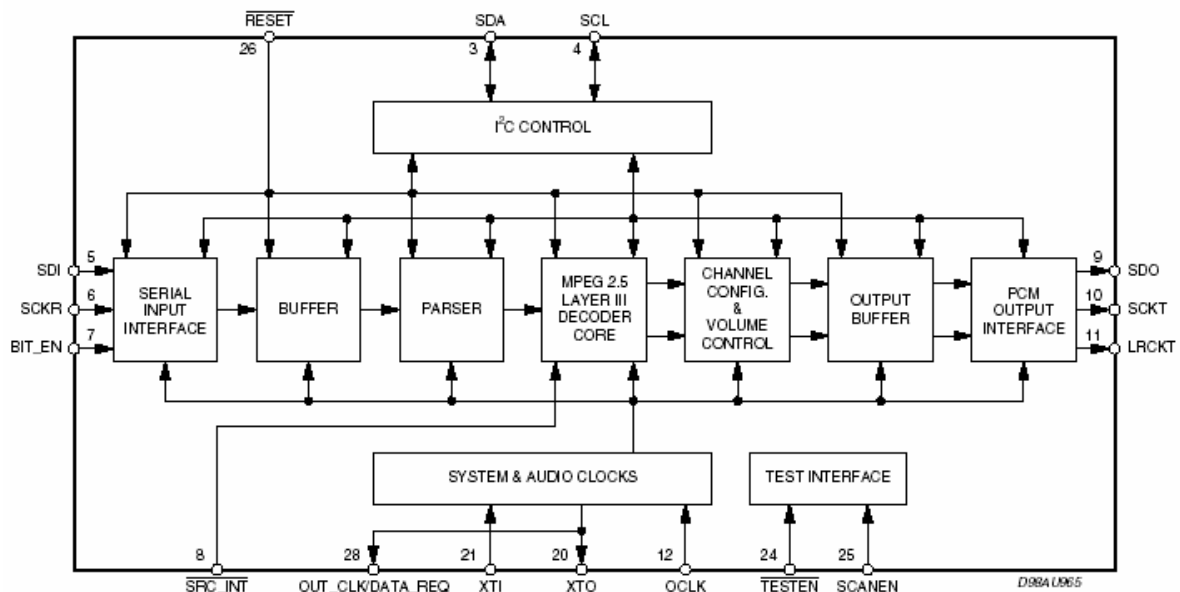 RESET SDA SCL
26 3 4
I²C CONTROL
SDI 5
SCKR 6
BIT_EN 7
SERIAL
INPUT
INTERFACE
BUFFER
PARSER
MPEG 2.5
LAYER III
DECODER
CORE
CHANNEL
CONFIG.
&
VOLUME
CONTROL
OUTPUT
BUFFER
PCM
OUTPUT
INTERFACE
9 SDO
10 SCKT
11 LRCKT
SYSTEM & AUDIO CLOCKS
TEST INTERFACE
8 28 21 20 12 24 25
SRC_INT OUT_CLK/DATA_REQ XTI XTO OCLK TESTEN SCANEN
D98AU965